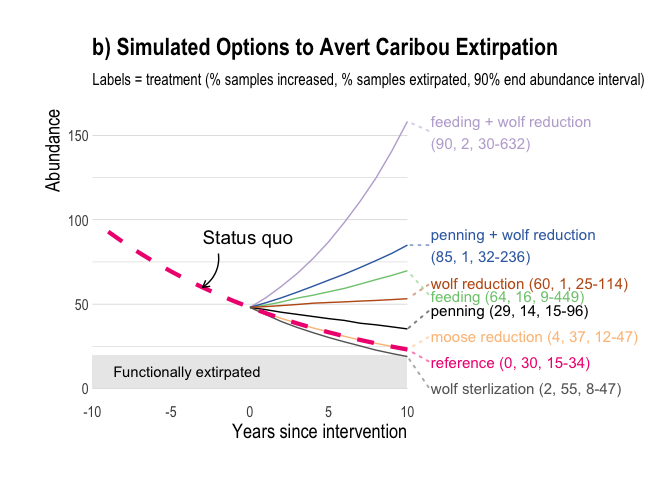 b) Simulated Options to Avert Caribou Extirpation
Labels = treatment (% samples increased, % samples extirpated, 90% end abundance interval)
Abundance
150
100
50
0
-10
-5
0
5
10
Years since intervention
Status quo
Functionally extirpated
feeding + wolf reduction
(90, 2, 30-632)
penning + wolf reduction
(85, 1, 32-236)
wolf reduction (60, 1, 25-114)
feeding (64, 16, 9-449)
penning (29, 14, 15-96)
moose reduction (4, 37, 12-47)
reference (0, 30, 15-34)
wolf sterlization (2, 55, 8-47)